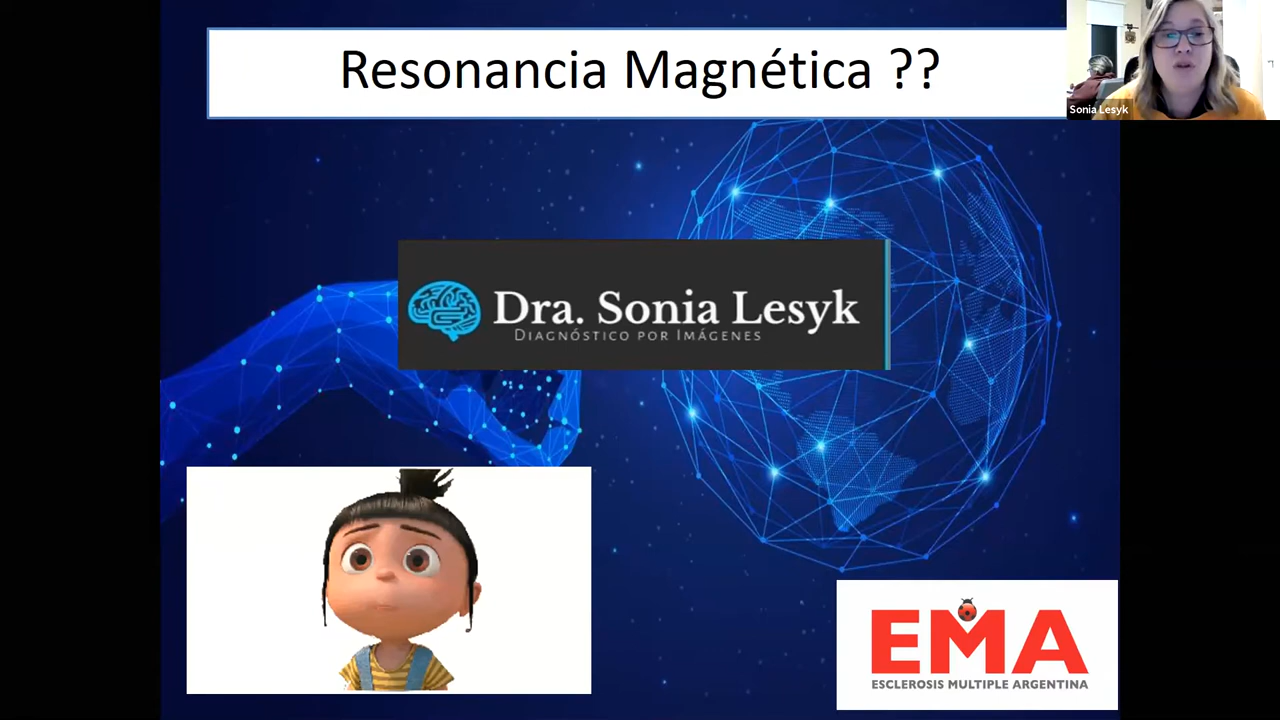 Resonancia Magnética ??
Sonia Lesyk
Dra. Sonia Lesyk
DIAGNÓSTICO POR IMÁGENES
EMA
ESCLEROSIS MULTIPLE ARGENTINA